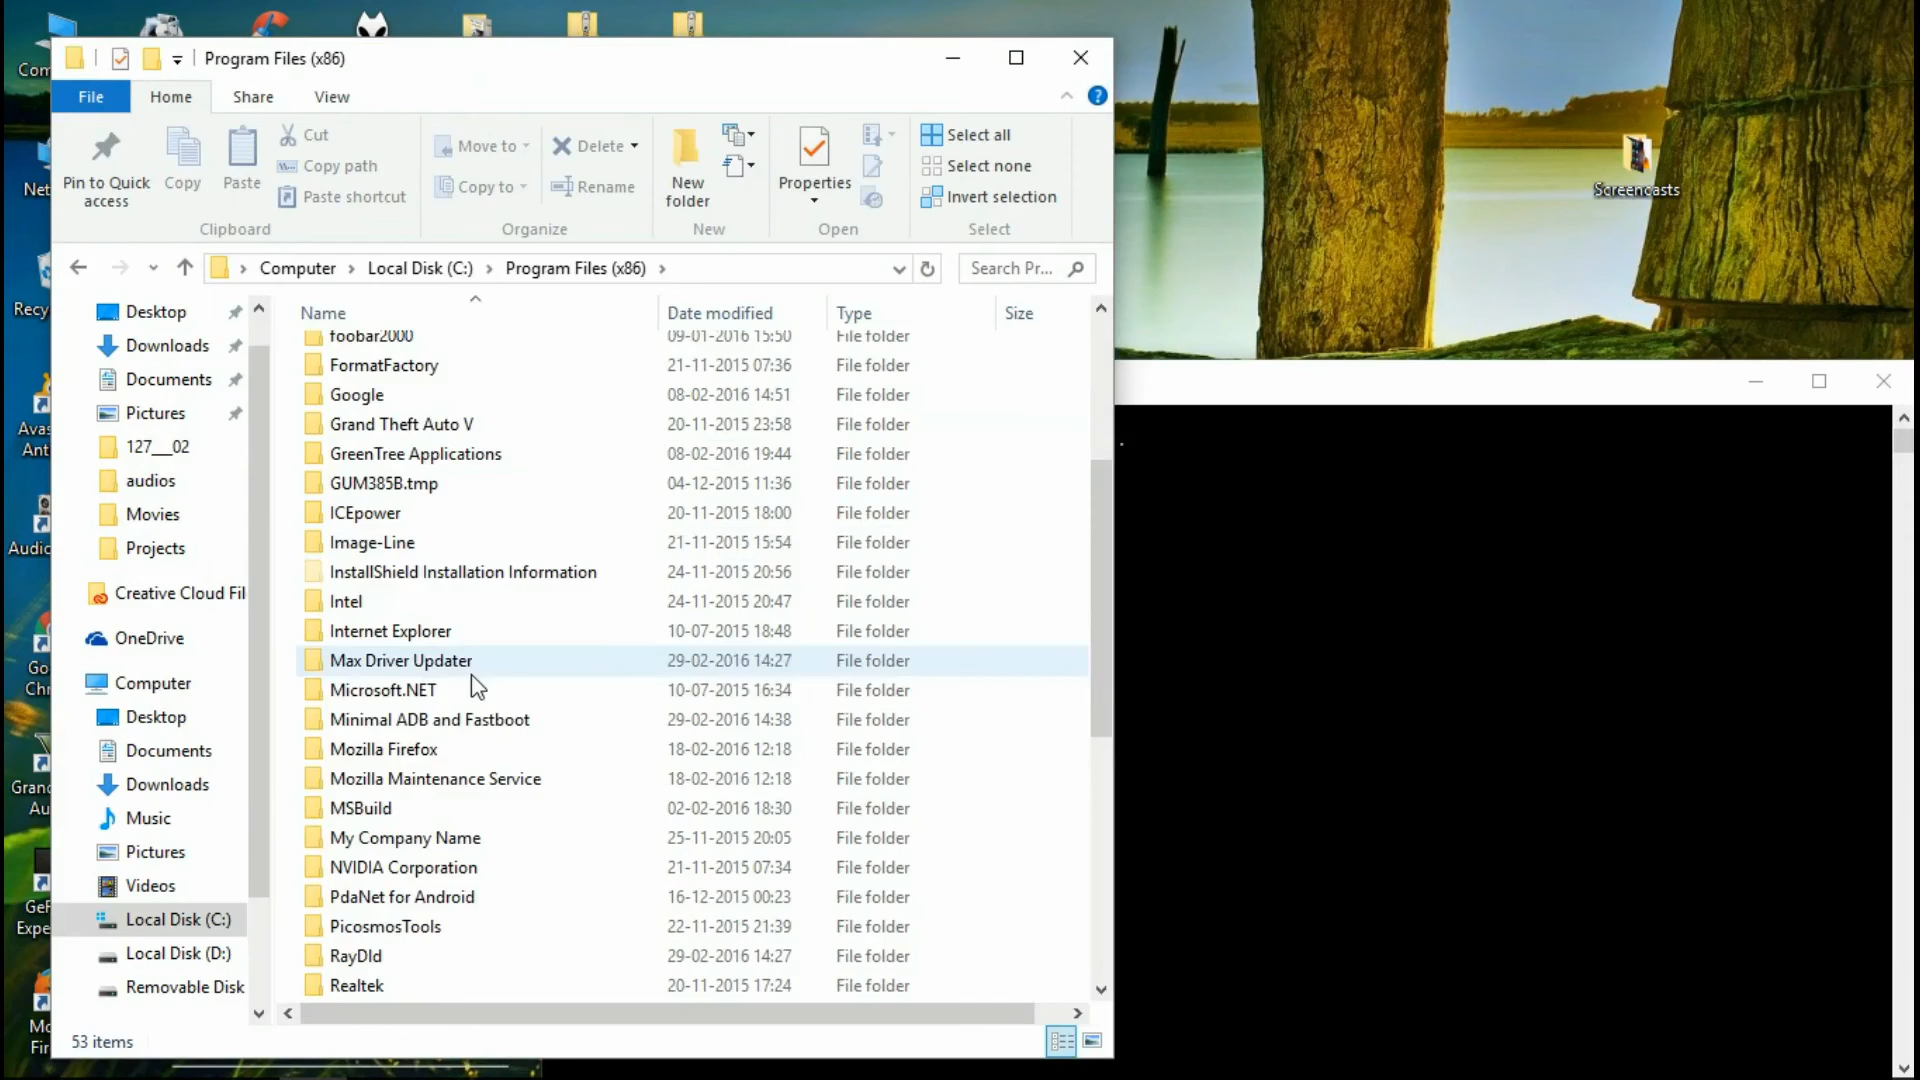 Program Files (x86)
File
Home
Share
View
Pin to Quick
access
Copy
Paste
Cut
Copy path
Paste shortcut
Clipboard
Move to
Copy to
Delete
Rename
Organize
New
folder
New
Properties
Open
Select all
Select none
Invert selection
Select
Computer
Local Disk (C:)
Program Files (x86)
Search Pr...
Desktop
Downloads
Documents
Pictures
127__02
audios
Movies
Projects
Creative Cloud Fil
OneDrive
Computer
Desktop
Documents
Downloads
Music
Pictures
Videos
Local Disk (C:)
Local Disk (D:)
Removable Disk
Name Date modified Type Size
foobar2000 09-01-2016 15:50 File folder
FormatFactory 21-11-2015 07:36 File folder
Google 08-02-2016 14:51 File folder
Grand Theft Auto V 20-11-2015 23:58 File folder
GreenTree Applications 08-02-2016 19:44 File folder
GUM385B.tmp 04-12-2015 11:36 File folder
ICEpower 20-11-2015 18:00 File folder
Image-Line 21-11-2015 15:54 File folder
InstallShield Installation Information 24-11-2015 20:56 File folder
Intel 24-11-2015 20:47 File folder
Internet Explorer 10-07-2015 18:48 File folder
Max Driver Updater 29-02-2016 14:27 File folder
Microsoft.NET 10-07-2015 16:34 File folder
Minimal ADB and Fastboot 29-02-2016 14:38 File folder
Mozilla Firefox 18-02-2016 12:18 File folder
Mozilla Maintenance Service 18-02-2016 12:18 File folder
MSBuild 02-02-2016 18:30 File folder
My Company Name 25-11-2015 20:05 File folder
NVIDIA Corporation 21-11-2015 07:34 File folder
PdaNet for Android 16-12-2015 00:23 File folder
PicosmosTools 22-11-2015 21:39 File folder
RayDld 29-02-2016 14:27 File folder
Realtek 20-11-2015 17:24 File folder
53 items
Screencasts
Com
Net
Recy
Avas
Ant
Audic
Go
Chr
Gran
Au
GeF
Expe
Mo
Fir